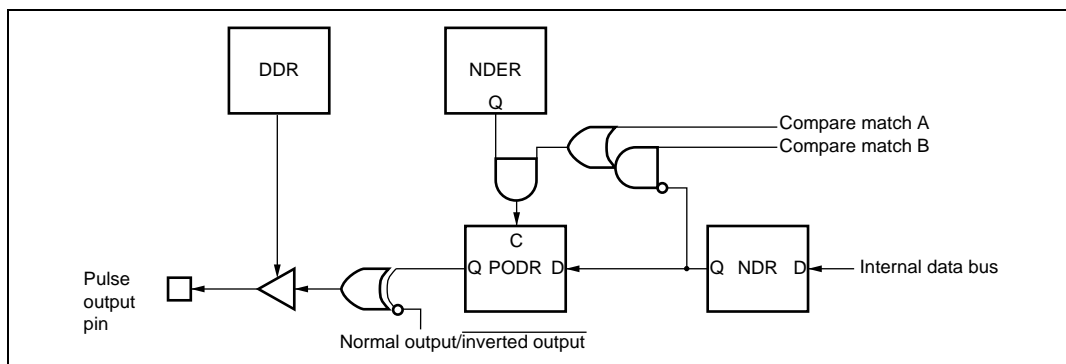 DDR
NDER
Q
Compare match A
Compare match B
C
Q PODR D
Q NDR D
Internal data bus
Pulse
output
pin
Normal output/inverted output